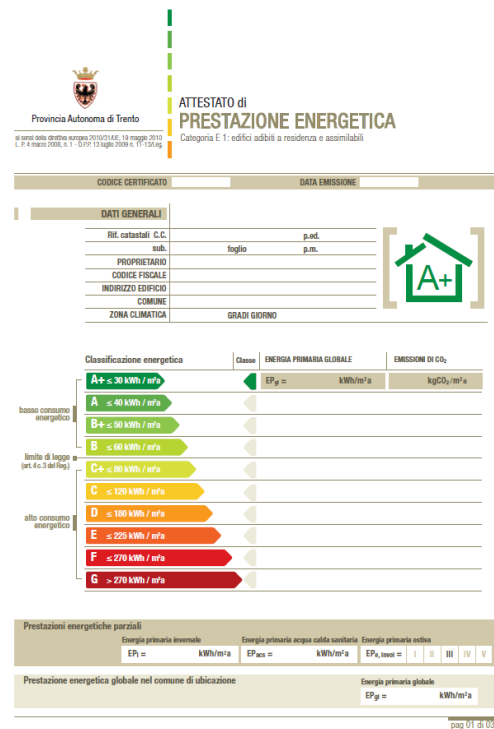 Provincia Autonoma di Trento
ai sensi della direttiva europea 2010/31/UE, 19 maggio 2010
L. P. 4 marzo 2008, n. 1 - D.P.P. 13 luglio 2009 n. 11-13/Leg.
ATTESTATO di
PRESTAZIONE ENERGETICA
Categoria E 1: edifici adibiti a residenza e assimilabili
CODICE CERTIFICATO DATA EMISSIONE
DATI GENERALI
Rif. catastali C.C. p.ed.
sub. foglio p.m.
PROPRIETARIO
CODICE FISCALE
INDIRIZZO EDIFICIO
COMUNE
ZONA CLIMATICA GRADI GIORNO
A+
Classificazione energetica Classe ENERGIA PRIMARIA GLOBALE EMISSIONI DI CO₂
A+ ≤ 30 kWh / m²a EPgl = kWh/m²a kgCO₂/m²a
A ≤ 40 kWh / m²a
basso consumo
energetico
B+ ≤ 50 kWh / m²a
B ≤ 60 kWh / m²a
limite di legge
(art. 4 c. 3 del Reg.)
C+ ≤ 80 kWh / m²a
C ≤ 120 kWh / m²a
alto consumo
energetico
D ≤ 180 kWh / m²a
E ≤ 225 kWh / m²a
F ≤ 270 kWh / m²a
G > 270 kWh / m²a
Prestazioni energetiche parziali
Energia primaria invernale Energia primaria acqua calda sanitaria Energia primaria estiva
EPi = kWh/m²a EPacs = kWh/m²a EPe, invol = I II III IV V
Prestazione energetica globale nel comune di ubicazione Energia primaria globale
EPgl = kWh/m²a
pag 01 di 03